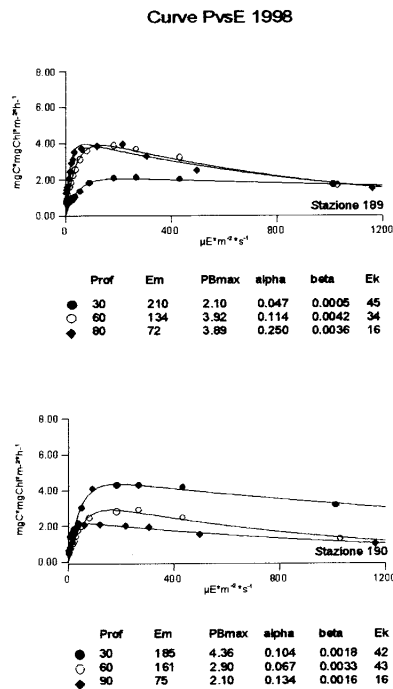 Curve PvsE 1998
8.00
6.00
4.00
2.00
0.00
mgC*mgChl*m⁻³*h⁻¹
0 400 800 1200
µE*m⁻²*s⁻¹
Stazione 189
Prof Em PBmax alpha beta Ek
30 210 2.10 0.047 0.0005 45
60 134 3.92 0.114 0.0042 34
80 72 3.89 0.250 0.0036 16
8.00
6.00
4.00
2.00
0.00
mgC*mgChl*m⁻³*h⁻¹
0 400 800 1200
µE*m⁻²*s⁻¹
Stazione 190
Prof Em PBmax alpha beta Ek
30 185 4.36 0.104 0.0018 42
60 161 2.90 0.067 0.0033 43
90 75 2.10 0.134 0.0016 16